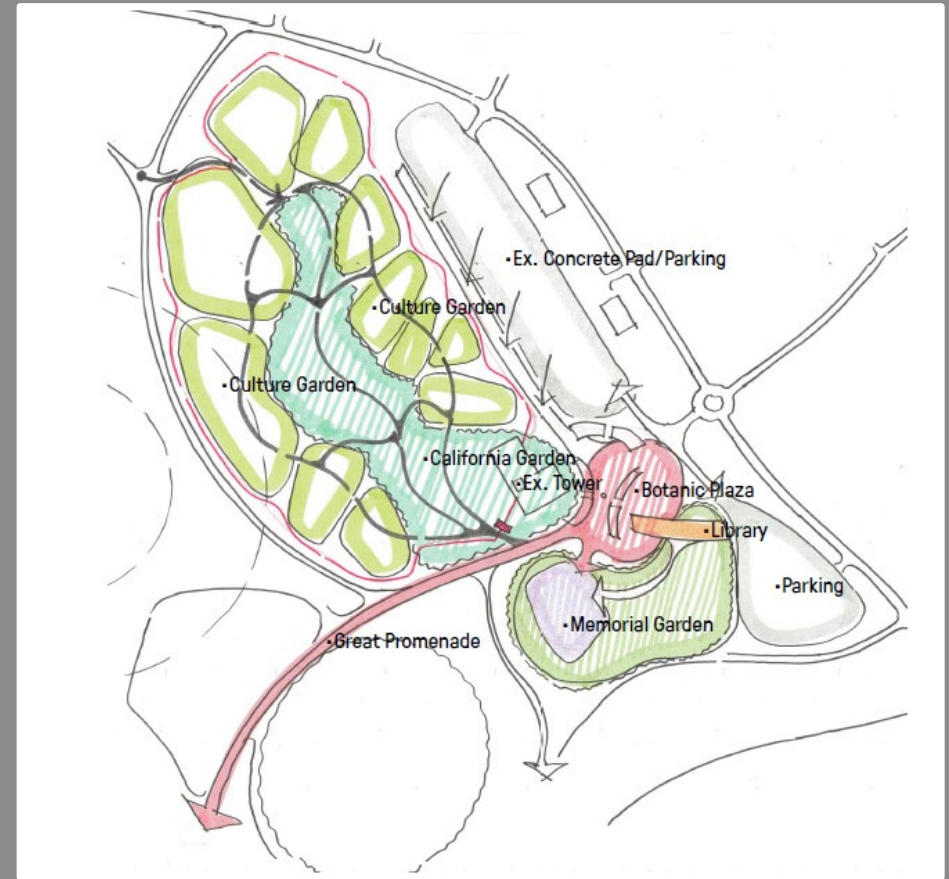 ·Ex. Concrete Pad/Parking
·Culture Garden
·Culture Garden
·California Garden
·Ex. Tower
·Botanic Plaza
·Library
·Parking
·Memorial Garden
·Great Promenade